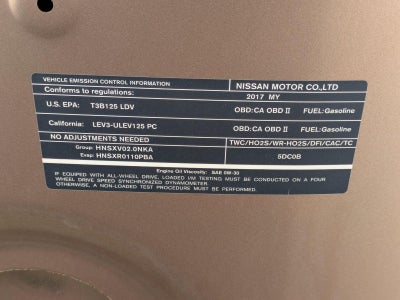 VEHICLE EMISSION CONTROL INFORMATION NISSAN MOTOR CO.,LTD
Conforms to regulations: 2017 MY
U.S. EPA: T3B125 LDV OBD:CA OBD II FUEL:Gasoline
California: LEV3-ULEV125 PC OBD:CA OBD II FUEL:Gasoline
NO ADJUSTMENTS NEEDED TWC/HO2S/WR-HO2S/DFI/CAC/TC
Group: HNSXV02.0NKA
Evap: HNSXR0110PBA 5DC0B
Engine Oil Viscosity: SAE 0W-30
IF EQUIPPED WITH ALL-WHEEL DRIVE, LOADED I/M TESTING MUST BE CONDUCTED ON A FOUR
WHEEL DRIVE SPEED SYNCHRONIZED DYNAMOMETER.
OTHERWISE, A NON-LOADED TEST PROCEDURE MUST BE PERFORMED.